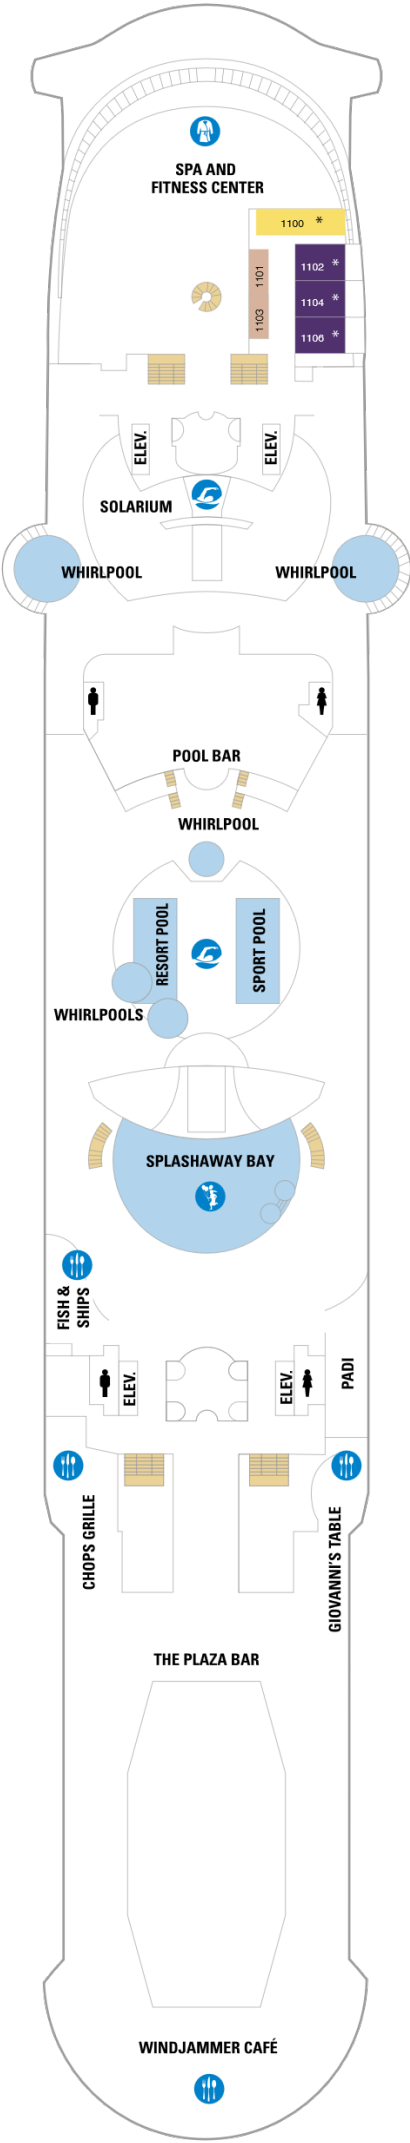 SPA AND
FITNESS CENTER
1100 *
1101
1102 *
1104 *
1103
1106 *
ELEV.
ELEV.
SOLARIUM
WHIRLPOOL
WHIRLPOOL
POOL BAR
WHIRLPOOL
RESORT POOL
SPORT POOL
WHIRLPOOLS
SPLASHAWAY BAY
FISH &
SHIPS
ELEV.
ELEV.
PADI
CHOPS GRILLE
GIOVANNI'S TABLE
THE PLAZA BAR
WINDJAMMER CAFÉ